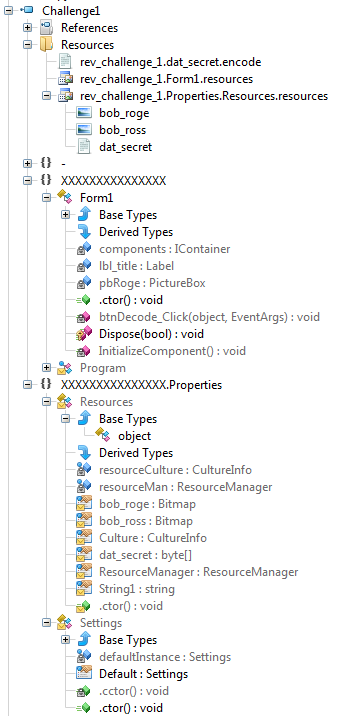 Challenge1
References
Resources
rev_challenge_1.dat_secret.encode
rev_challenge_1.Form1.resources
rev_challenge_1.Properties.Resources.resources
bob_roge
bob_ross
dat_secret
{} -
{} XXXXXXXXXXXXXXX
Form1
Base Types
Derived Types
components : IContainer
lbl_title : Label
pbRoge : PictureBox
.ctor() : void
btnDecode_Click(object, EventArgs) : void
Dispose(bool) : void
InitializeComponent() : void
Program
{} XXXXXXXXXXXXXXX.Properties
Resources
Base Types
object
Derived Types
resourceCulture : CultureInfo
resourceMan : ResourceManager
bob_roge : Bitmap
bob_ross : Bitmap
Culture : CultureInfo
dat_secret : byte[]
ResourceManager : ResourceManager
String1 : string
.ctor() : void
Settings
Base Types
defaultInstance : Settings
Default : Settings
.cctor() : void
.ctor() : void